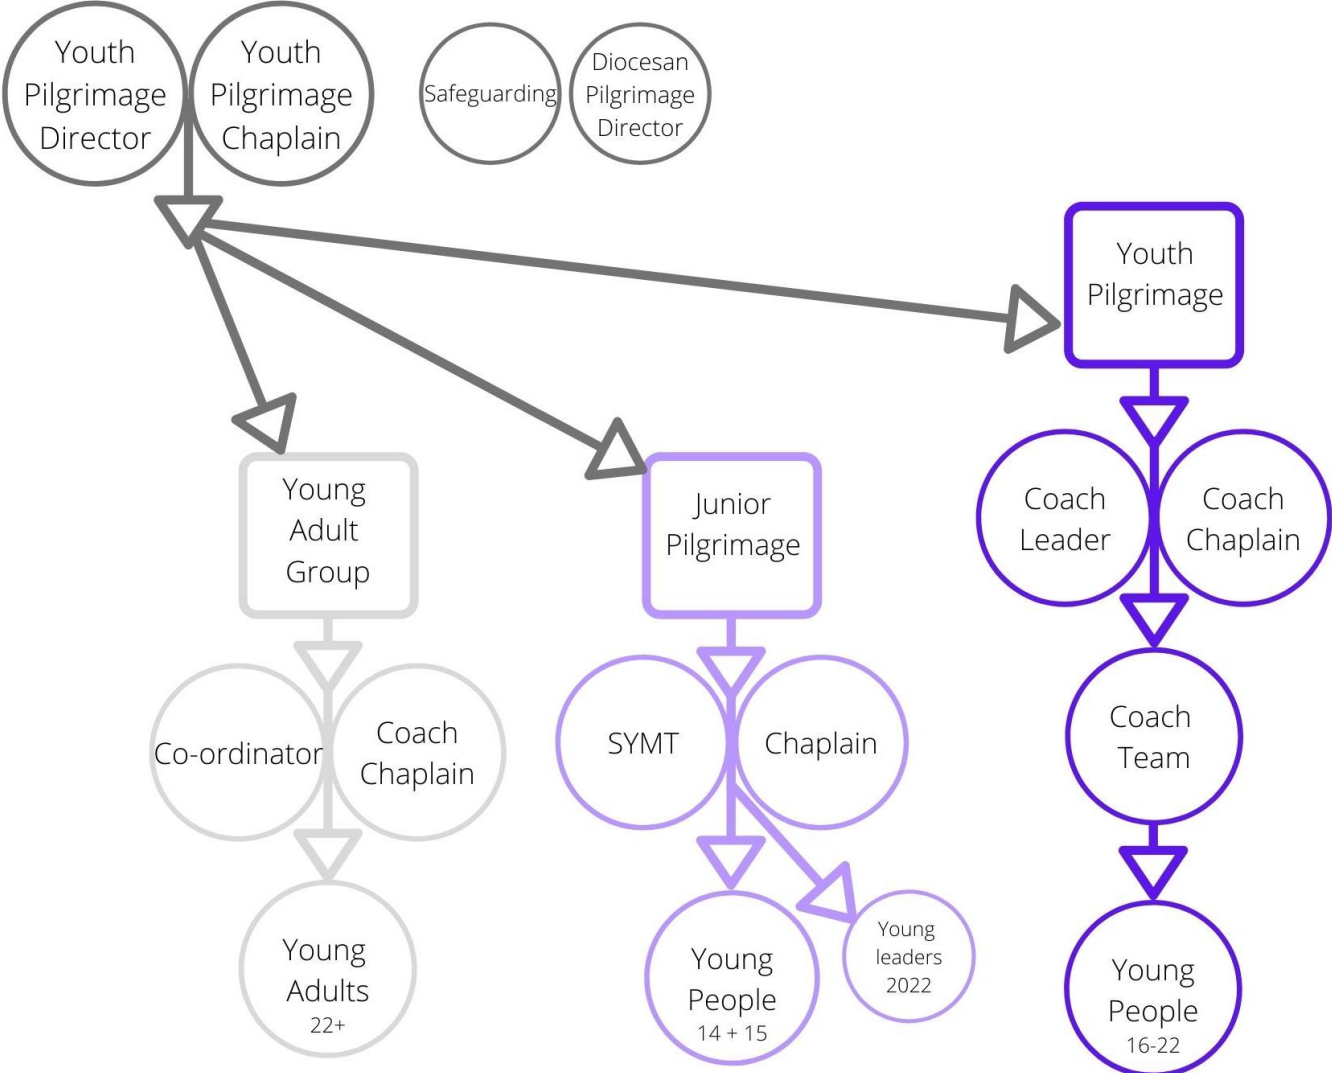 Youth
Pilgrimage
Director
Youth
Pilgrimage
Chaplain
Safeguarding
Diocesan
Pilgrimage
Director
Youth
Pilgrimage
Young
Adult
Group
Junior
Pilgrimage
Coach
Leader
Coach
Chaplain
Co-ordinator
Coach
Chaplain
SYMT
Chaplain
Coach
Team
Young
Adults
22+
Young
People
14 + 15
Young
leaders
2022
Young
People
16-22